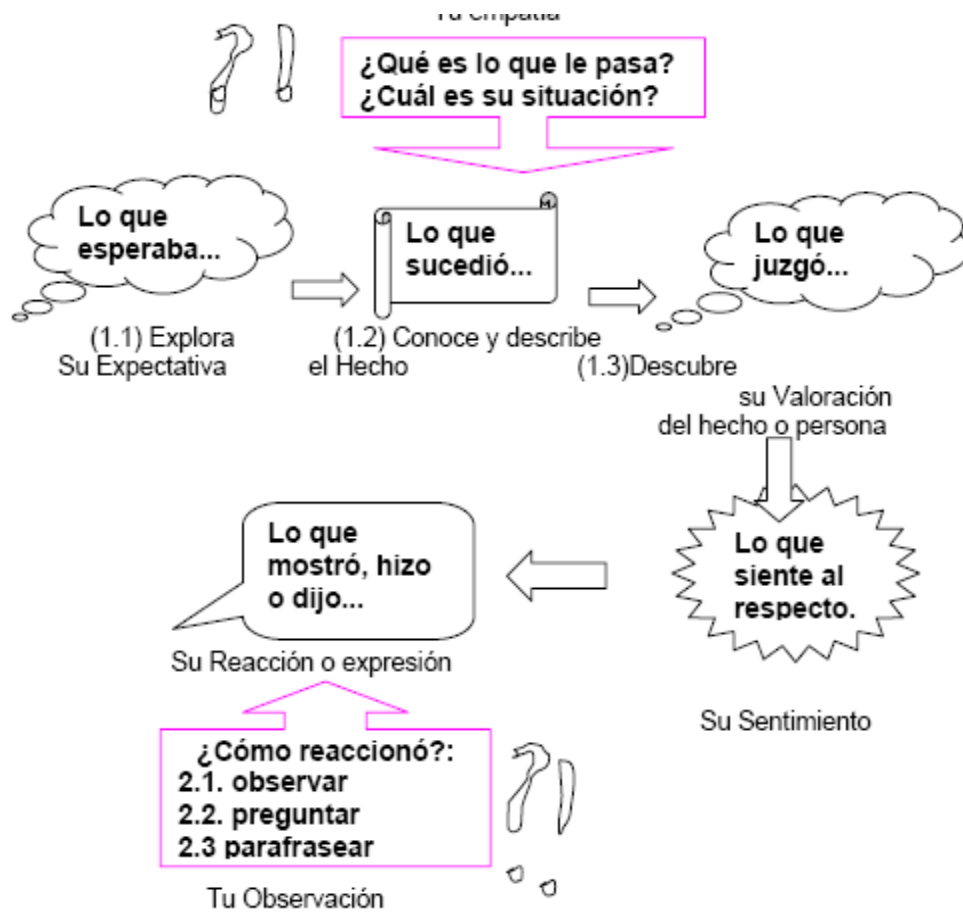 Tu empatía
¿Qué es lo que le pasa?
¿Cuál es su situación?
Lo que
esperaba...
Lo que
sucedió...
Lo que
juzgó...
(1.1) Explora
Su Expectativa
(1.2) Conoce y describe
el Hecho
(1.3)Descubre
su Valoración
del hecho o persona
Lo que
siente al
respecto.
Su Sentimiento
Lo que
mostró, hizo
o dijo...
Su Reacción o expresión
¿Cómo reaccionó?:
2.1. observar
2.2. preguntar
2.3 parafrasear
Tu Observación